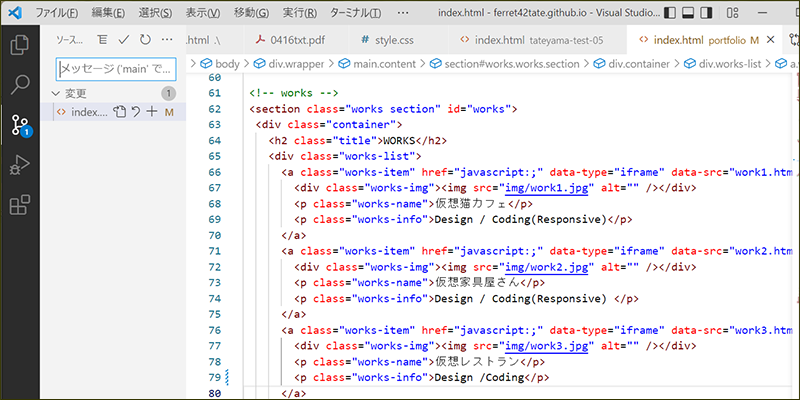 ファイル(F) 編集(E) 選択(S) 表示(V) 移動(G) 実行(R) ターミナル(T) … index.html - ferret42tate.github.io - Visual Studio...
ソース... .html .\ 0416txt.pdf # style.css <> index.html tateyama-test-05 <> index.html portfolio M
body > div.wrapper > main.content > section#works.works.section > div.container > div.works-list > a.
メッセージ ('main' で...
変更 1
<> index.... M
1
60
61 <!-- works -->
62 <section class="works section" id="works">
63 <div class="container">
64 <h2 class="title">WORKS</h2>
65 <div class="works-list">
66 <a class="works-item" href="javascript:;" data-type="iframe" data-src="work1.htm
67 <div class="works-img"><img src="img/work1.jpg" alt="" /></div>
68 <p class="works-name">仮想猫カフェ</p>
69 <p class="works-info">Design / Coding(Responsive)</p>
70 </a>
71 <a class="works-item" href="javascript:;" data-type="iframe" data-src="work2.htm
72 <div class="works-img"><img src="img/work2.jpg" alt="" /></div>
73 <p class="works-name">仮想家具屋さん</p>
74 <p class="works-info">Design / Coding(Responsive) </p>
75 </a>
76 <a class="works-item" href="javascript:;" data-type="iframe" data-src="work3.htm
77 <div class="works-img"><img src="img/work3.jpg" alt="" /></div>
78 <p class="works-name">仮想レストラン</p>
79 <p class="works-info">Design /Coding</p>
80 </a>